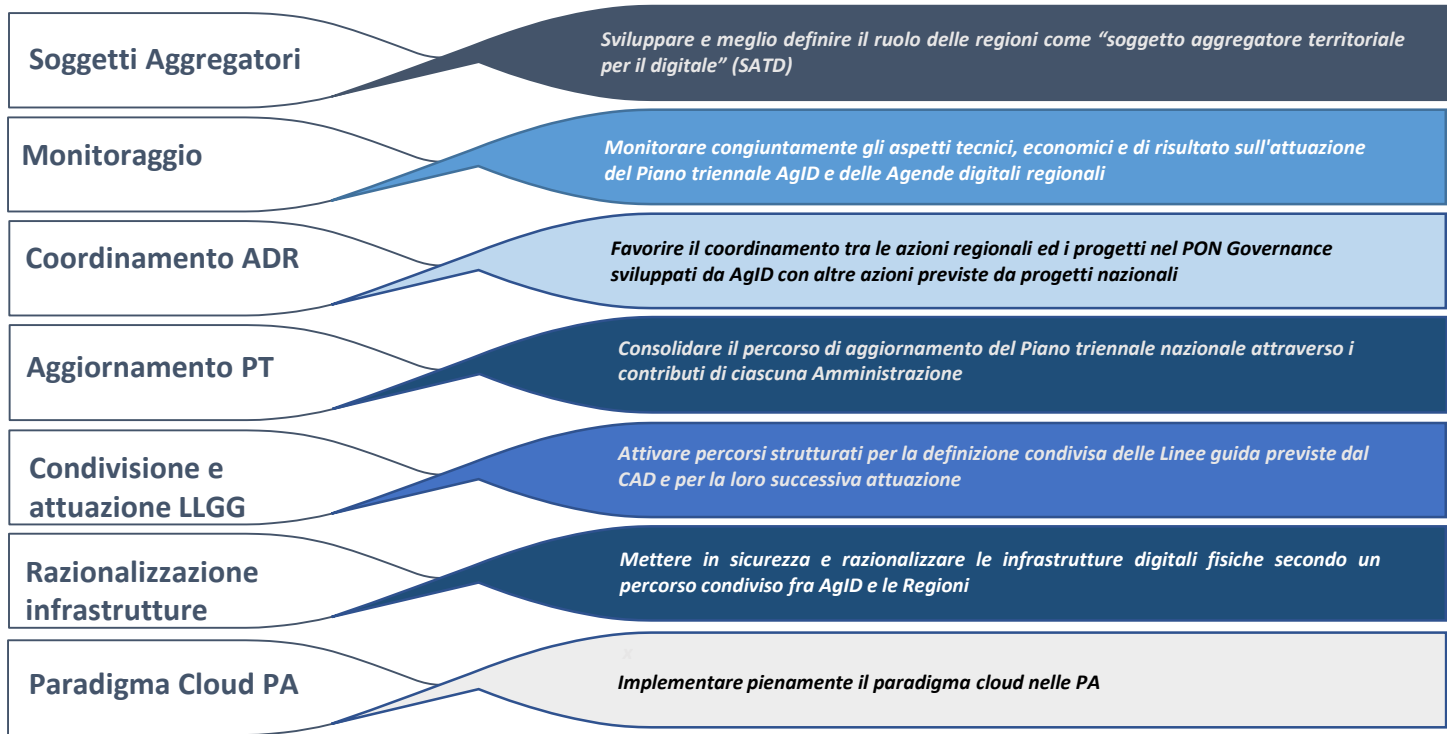 Soggetti Aggregatori
Sviluppare e meglio definire il ruolo delle regioni come “soggetto aggregatore territoriale
per il digitale” (SATD)
Monitoraggio
Monitorare congiuntamente gli aspetti tecnici, economici e di risultato sull'attuazione
del Piano triennale AgID e delle Agende digitali regionali
Coordinamento ADR
Favorire il coordinamento tra le azioni regionali ed i progetti nel PON Governance
sviluppati da AgID con altre azioni previste da progetti nazionali
Aggiornamento PT
Consolidare il percorso di aggiornamento del Piano triennale nazionale attraverso i
contributi di ciascuna Amministrazione
Condivisione e
attuazione LLGG
Attivare percorsi strutturati per la definizione condivisa delle Linee guida previste dal
CAD e per la loro successiva attuazione
Razionalizzazione
infrastrutture
Mettere in sicurezza e razionalizzare le infrastrutture digitali fisiche secondo un
percorso condiviso fra AgID e le Regioni
Paradigma Cloud PA
x
Implementare pienamente il paradigma cloud nelle PA